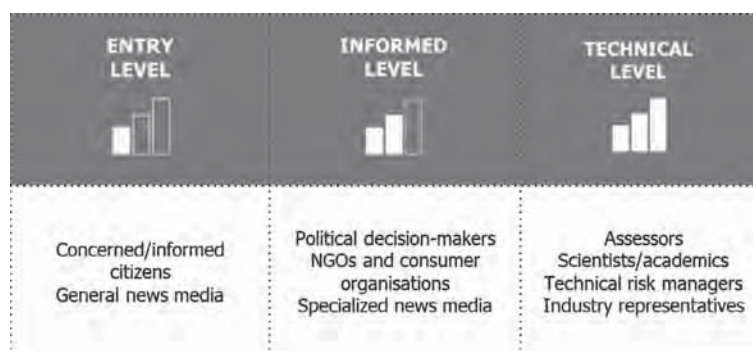 ENTRY
LEVEL
INFORMED
LEVEL
TECHNICAL
LEVEL
Concerned/informed
citizens
General news media
Political decision-makers
NGOs and consumer
organisations
Specialized news media
Assessors
Scientists/academics
Technical risk managers
Industry representatives